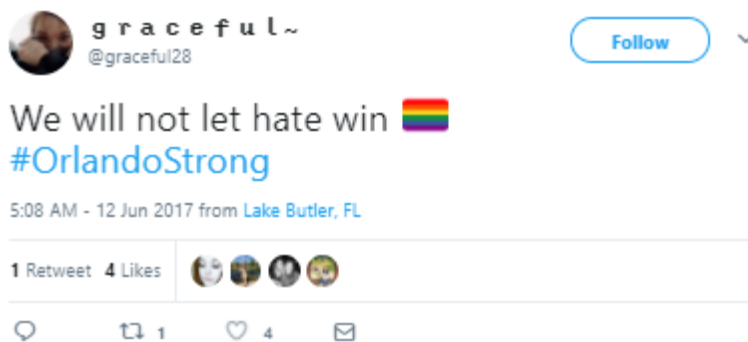 g r a c e f u l ~
@graceful28
Follow
We will not let hate win 🏳️‍🌈
#OrlandoStrong
5:08 AM - 12 Jun 2017 from Lake Butler, FL
1 Retweet 4 Likes
1 4